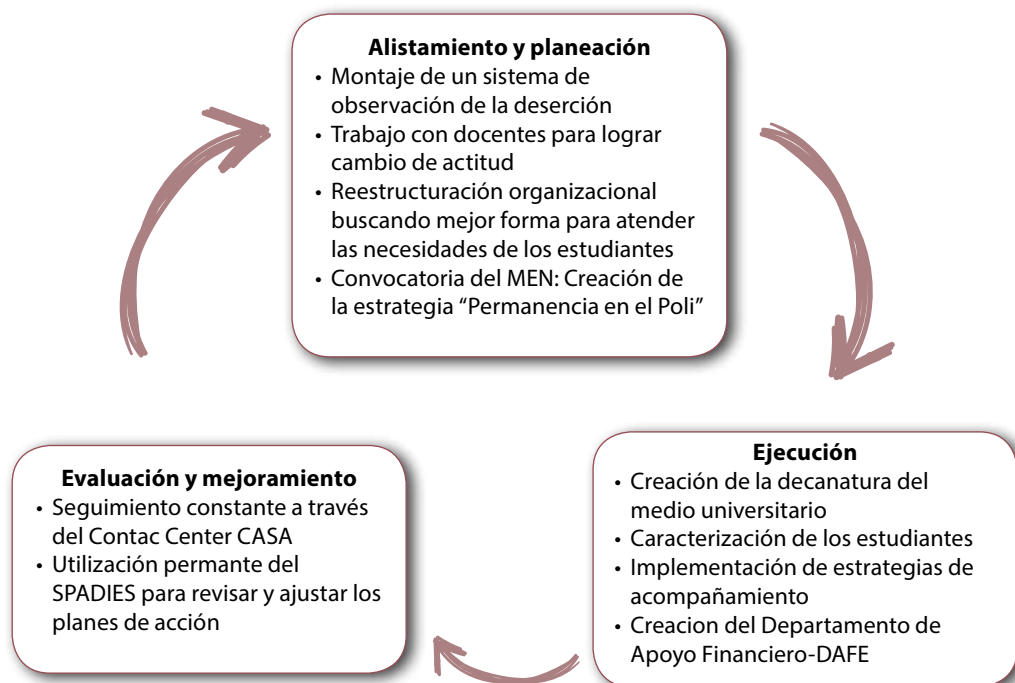 Alistamiento y planeación
• Montaje de un sistema de
observación de la deserción
• Trabajo con docentes para lograr
cambio de actitud
• Reestructuración organizacional
buscando mejor forma para atender
las necesidades de los estudiantes
• Convocatoria del MEN: Creación de
la estrategia “Permanencia en el Poli”
Ejecución
• Creación de la decanatura del
medio universitario
• Caracterización de los estudiantes
• Implementación de estrategias de
acompañamiento
• Creacion del Departamento de
Apoyo Financiero-DAFE
Evaluación y mejoramiento
• Seguimiento constante a través
del Contac Center CASA
• Utilización permante del
SPADIES para revisar y ajustar los
planes de acción